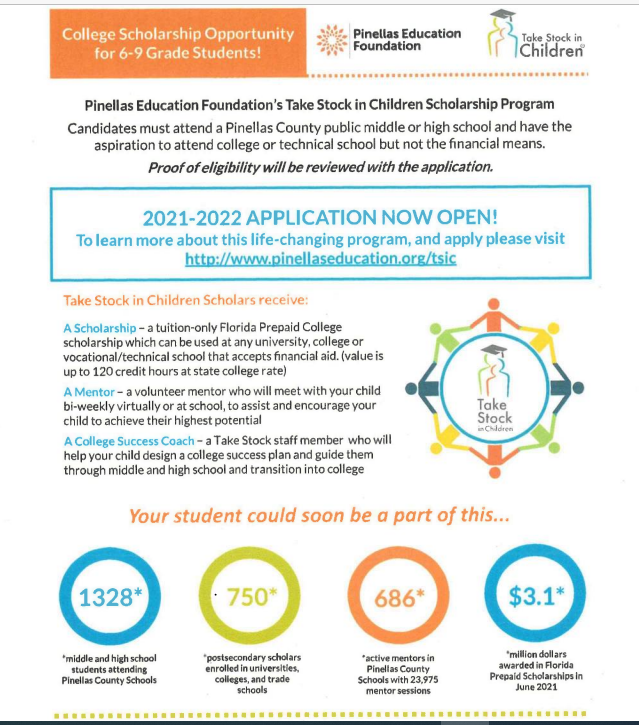 College Scholarship Opportunity
for 6-9 Grade Students!
Pinellas Education
Foundation
Take Stock in
Children
Pinellas Education Foundation's Take Stock in Children Scholarship Program
Candidates must attend a Pinellas County public middle or high school and have the
aspiration to attend college or technical school but not the financial means.
Proof of eligibility will be reviewed with the application.
2021-2022 APPLICATION NOW OPEN!
To learn more about this life-changing program, and apply please visit
http://www.pinellaseducation.org/tsic
Take Stock in Children Scholars receive:
A Scholarship – a tuition-only Florida Prepaid College
scholarship which can be used at any university, college or
vocational/technical school that accepts financial aid. (value is
up to 120 credit hours at state college rate)
A Mentor – a volunteer mentor who will meet with your child
bi-weekly virtually or at school, to assist and encourage your
child to achieve their highest potential
A College Success Coach – a Take Stock staff member who will
help your child design a college success plan and guide them
through middle and high school and transition into college
Take
Stock
in Children
Your student could soon be a part of this...
1328*
*middle and high school
students attending
Pinellas County Schools
750*
*postsecondary scholars
enrolled in universities,
colleges, and trade
schools
686*
*active mentors in
Pinellas County
Schools with 23,975
mentor sessions
$3.1*
*million dollars
awarded in Florida
Prepaid Scholarships in
June 2021